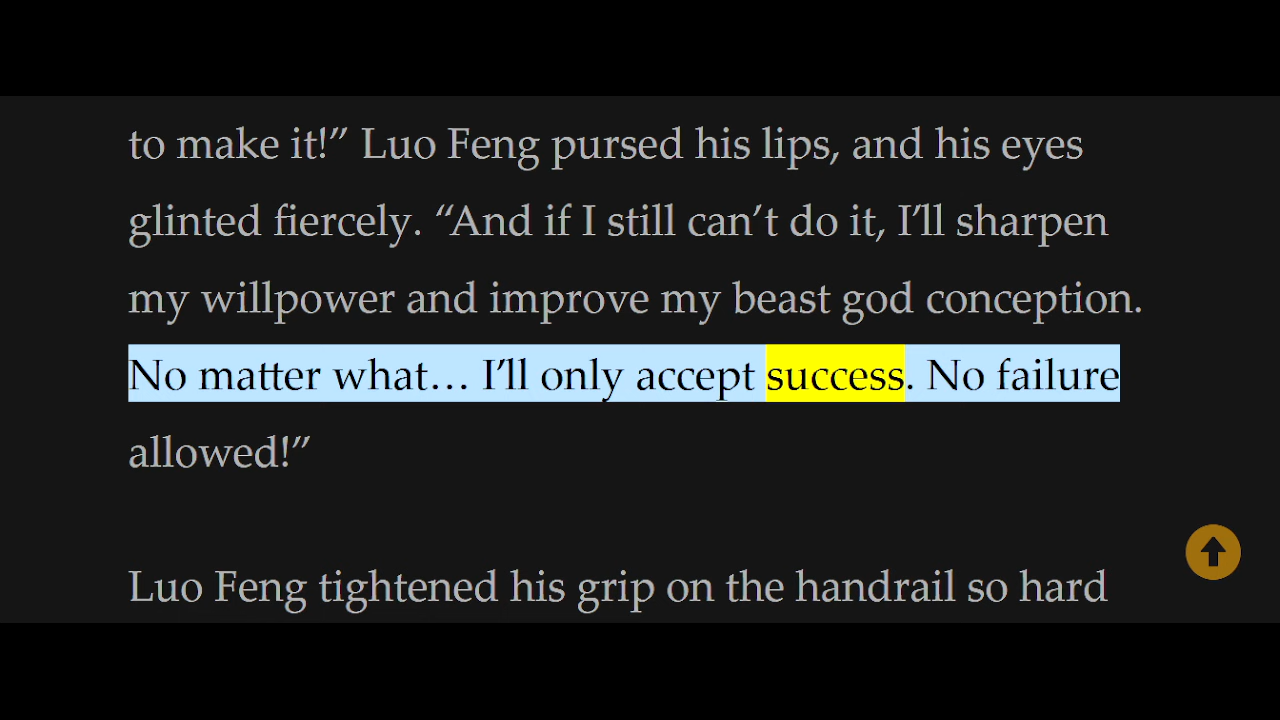 to make it!” Luo Feng pursed his lips, and his eyes
glinted fiercely. “And if I still can’t do it, I’ll sharpen
my willpower and improve my beast god conception.
No matter what… I’ll only accept success. No failure
allowed!”
Luo Feng tightened his grip on the handrail so hard